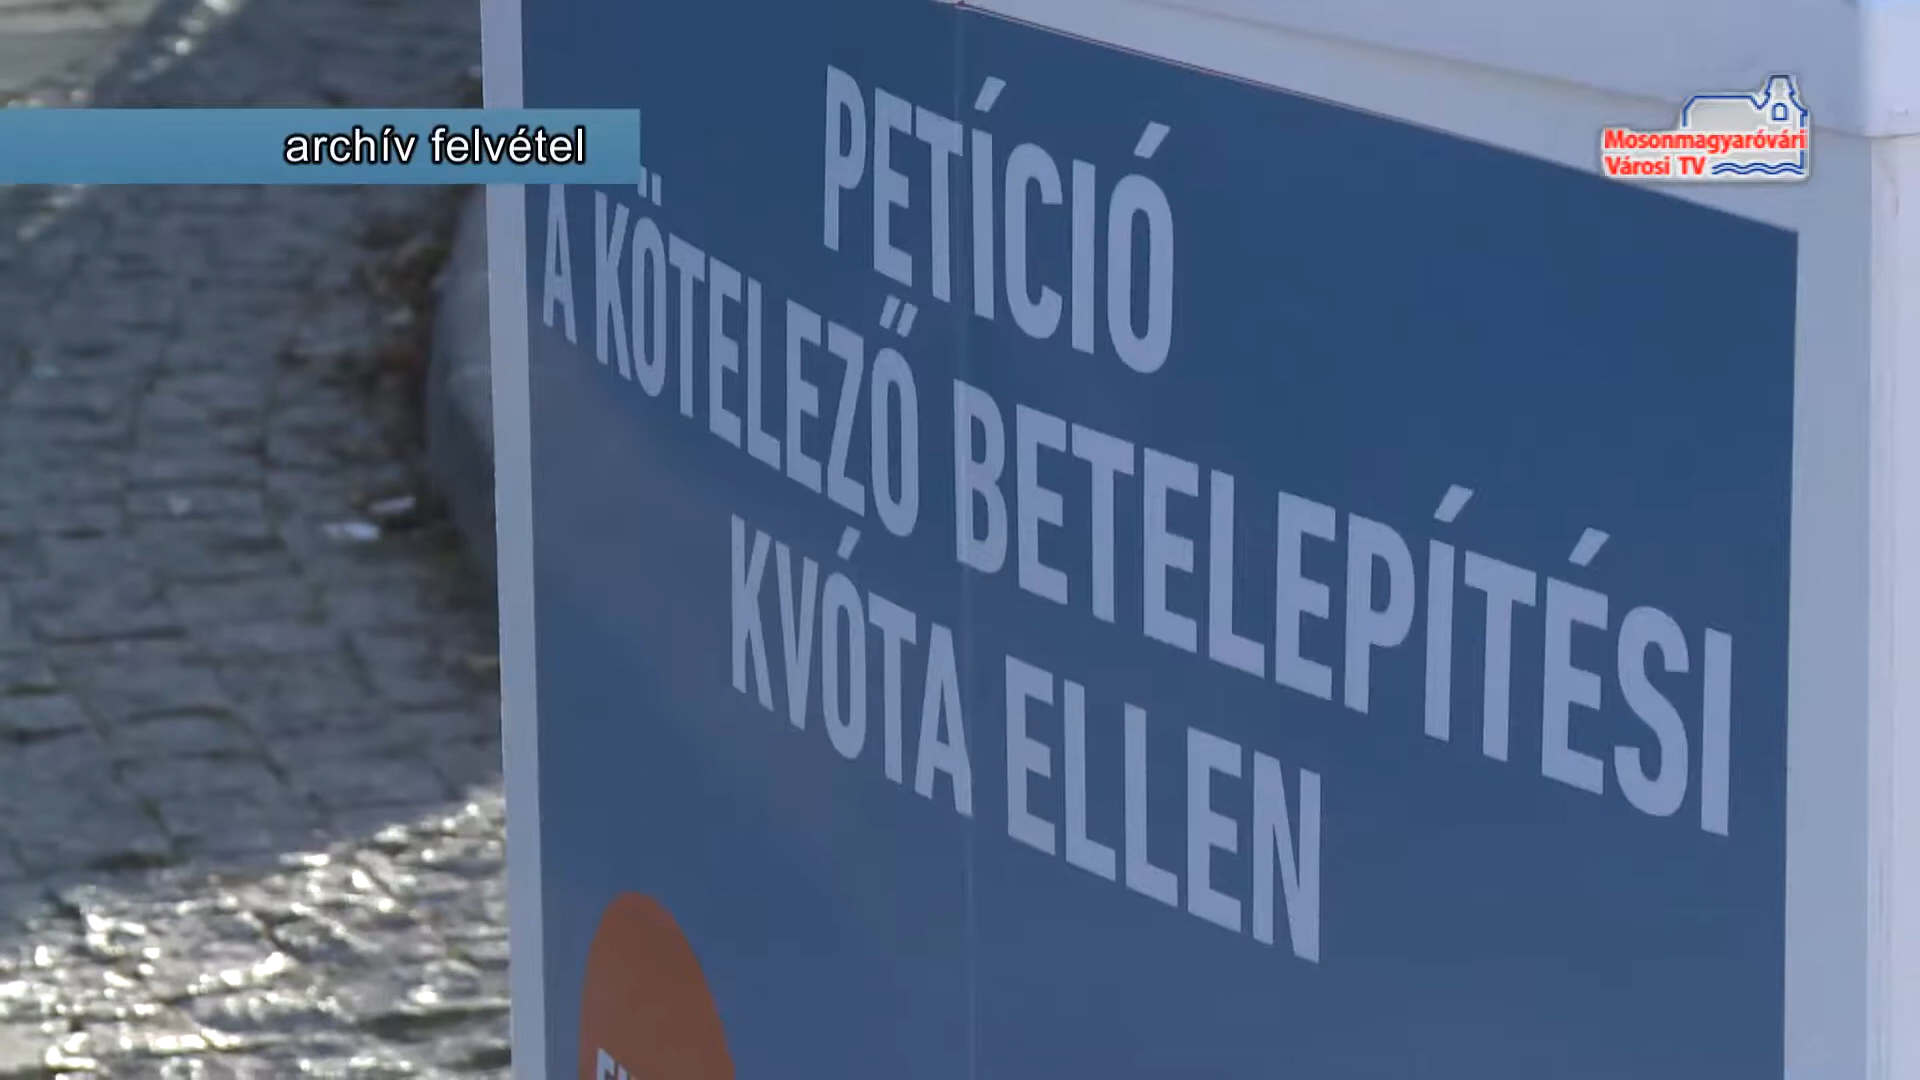 archív felvétel
Mosonmagyaróvári
Városi TV
PETÍCIÓ
A KÖTELEZŐ BETELEPÍTÉSI
KVÓTA ELLEN